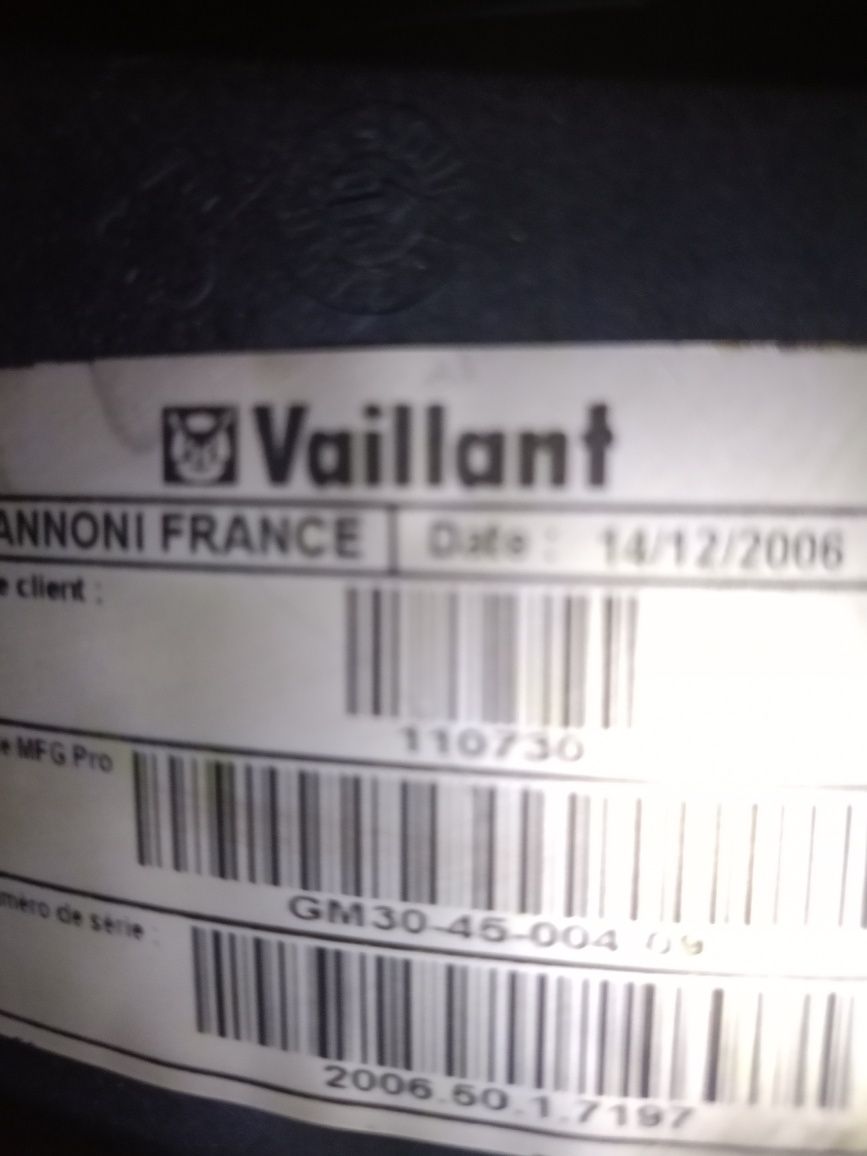 Vaillant
ANNONI FRANCE Date : 14/12/2006
e client :
110730
e MFG Pro
GM30-45-004 09
méro de série :
2006.50.1.7197